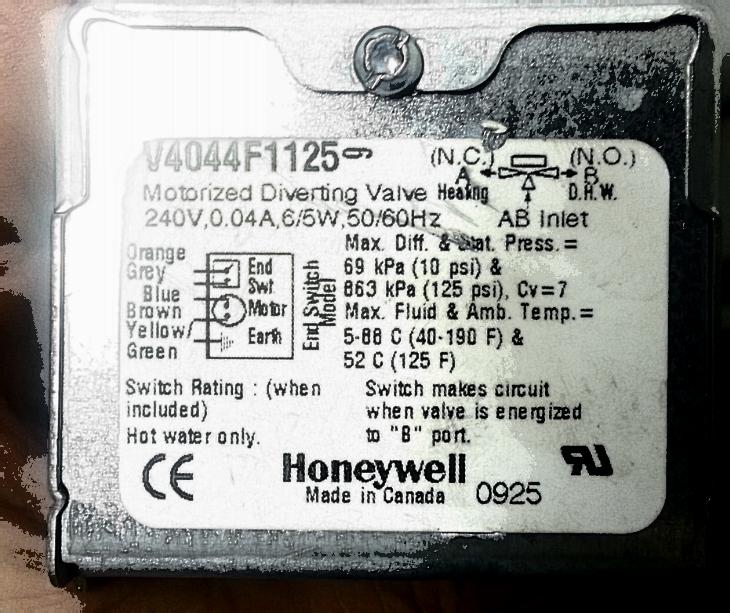 V4044F1125 9
(N.C.) (N.O.)
A B
Motorized Diverting Valve Heating D.H.W.
240V,0.04A,6/5W,50/60Hz AB Inlet
Orange
Grey
Blue
Brown
Yellow/
Green
End
Swt
Motor
Earth
End Switch
Model
Max. Diff. & Stat. Press.=
69 kPa (10 psi) &
863 kPa (125 psi), Cv=7
Max. Fluid & Amb. Temp.=
5-88 C (40-190 F) &
52 C (125 F)
Switch Rating : (when
included)
Hot water only.
Switch makes circuit
when valve is energized
to "B" port.
CE
Honeywell
Made in Canada 0925
RU